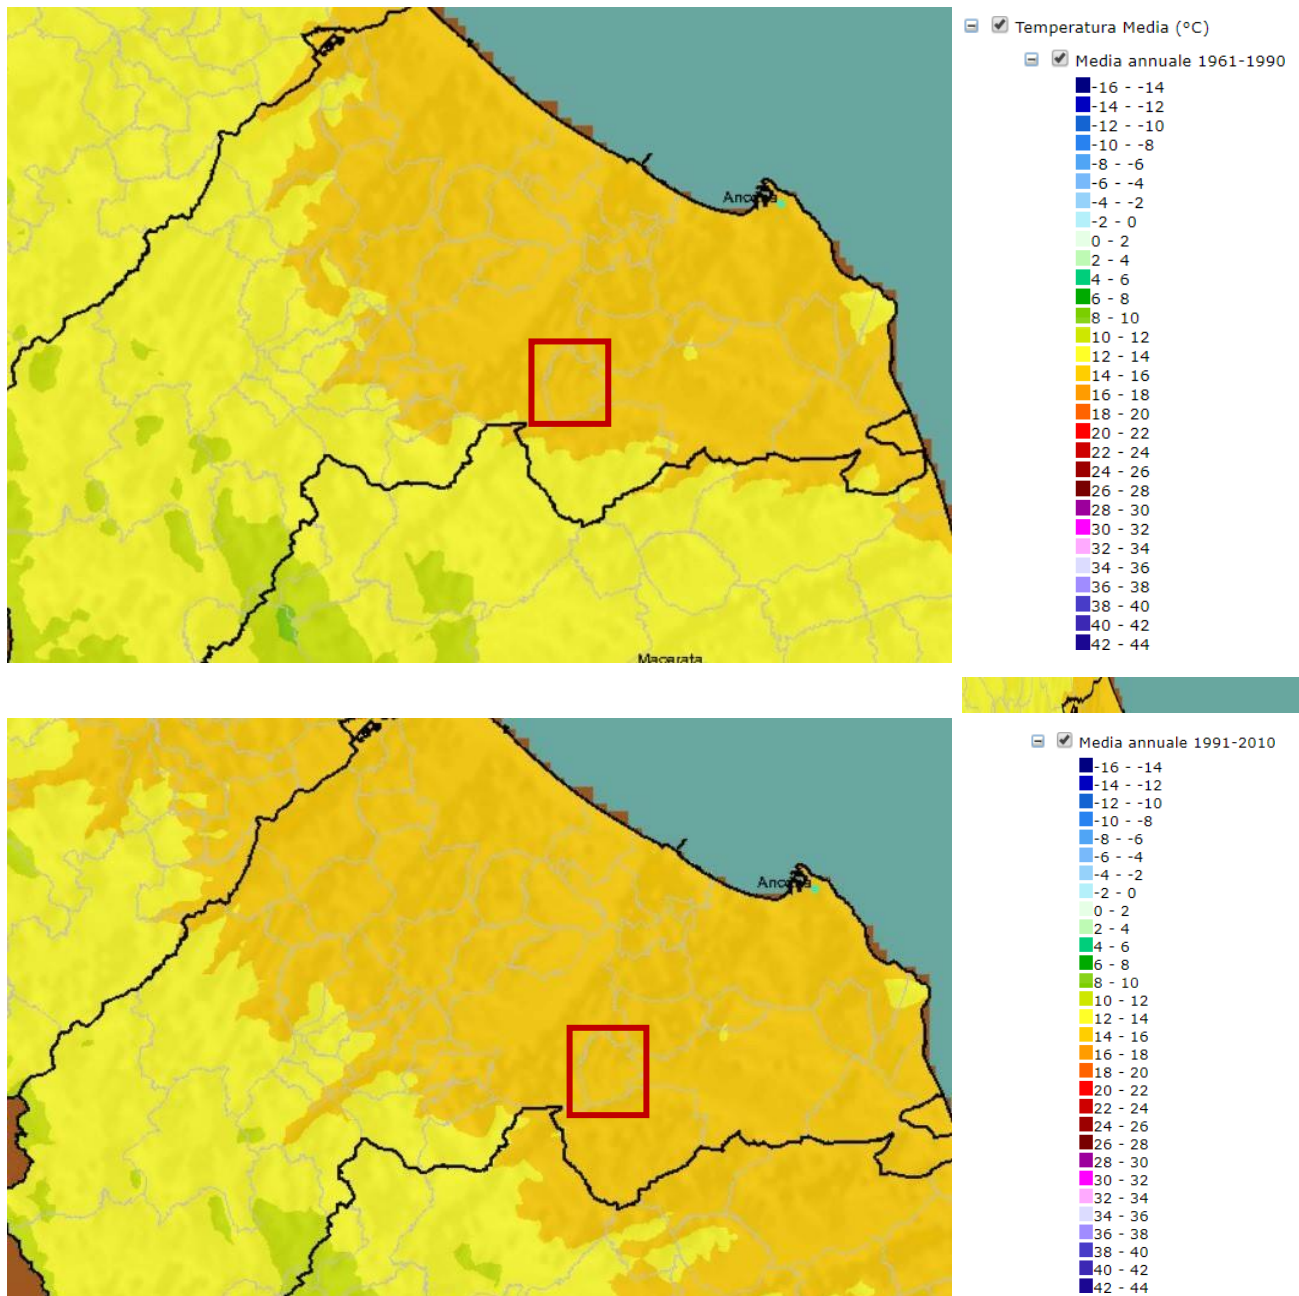 Temperatura Media (°C)
Media annuale 1961-1990
-16 - -14
-14 - -12
-12 - -10
-10 - -8
-8 - -6
-6 - -4
-4 - -2
-2 - 0
0 - 2
2 - 4
4 - 6
6 - 8
8 - 10
10 - 12
12 - 14
14 - 16
16 - 18
18 - 20
20 - 22
22 - 24
24 - 26
26 - 28
28 - 30
30 - 32
32 - 34
34 - 36
36 - 38
38 - 40
40 - 42
42 - 44
Ancona
Macerata
Media annuale 1991-2010
-16 - -14
-14 - -12
-12 - -10
-10 - -8
-8 - -6
-6 - -4
-4 - -2
-2 - 0
0 - 2
2 - 4
4 - 6
6 - 8
8 - 10
10 - 12
12 - 14
14 - 16
16 - 18
18 - 20
20 - 22
22 - 24
24 - 26
26 - 28
28 - 30
30 - 32
32 - 34
34 - 36
36 - 38
38 - 40
40 - 42
42 - 44
Ancona